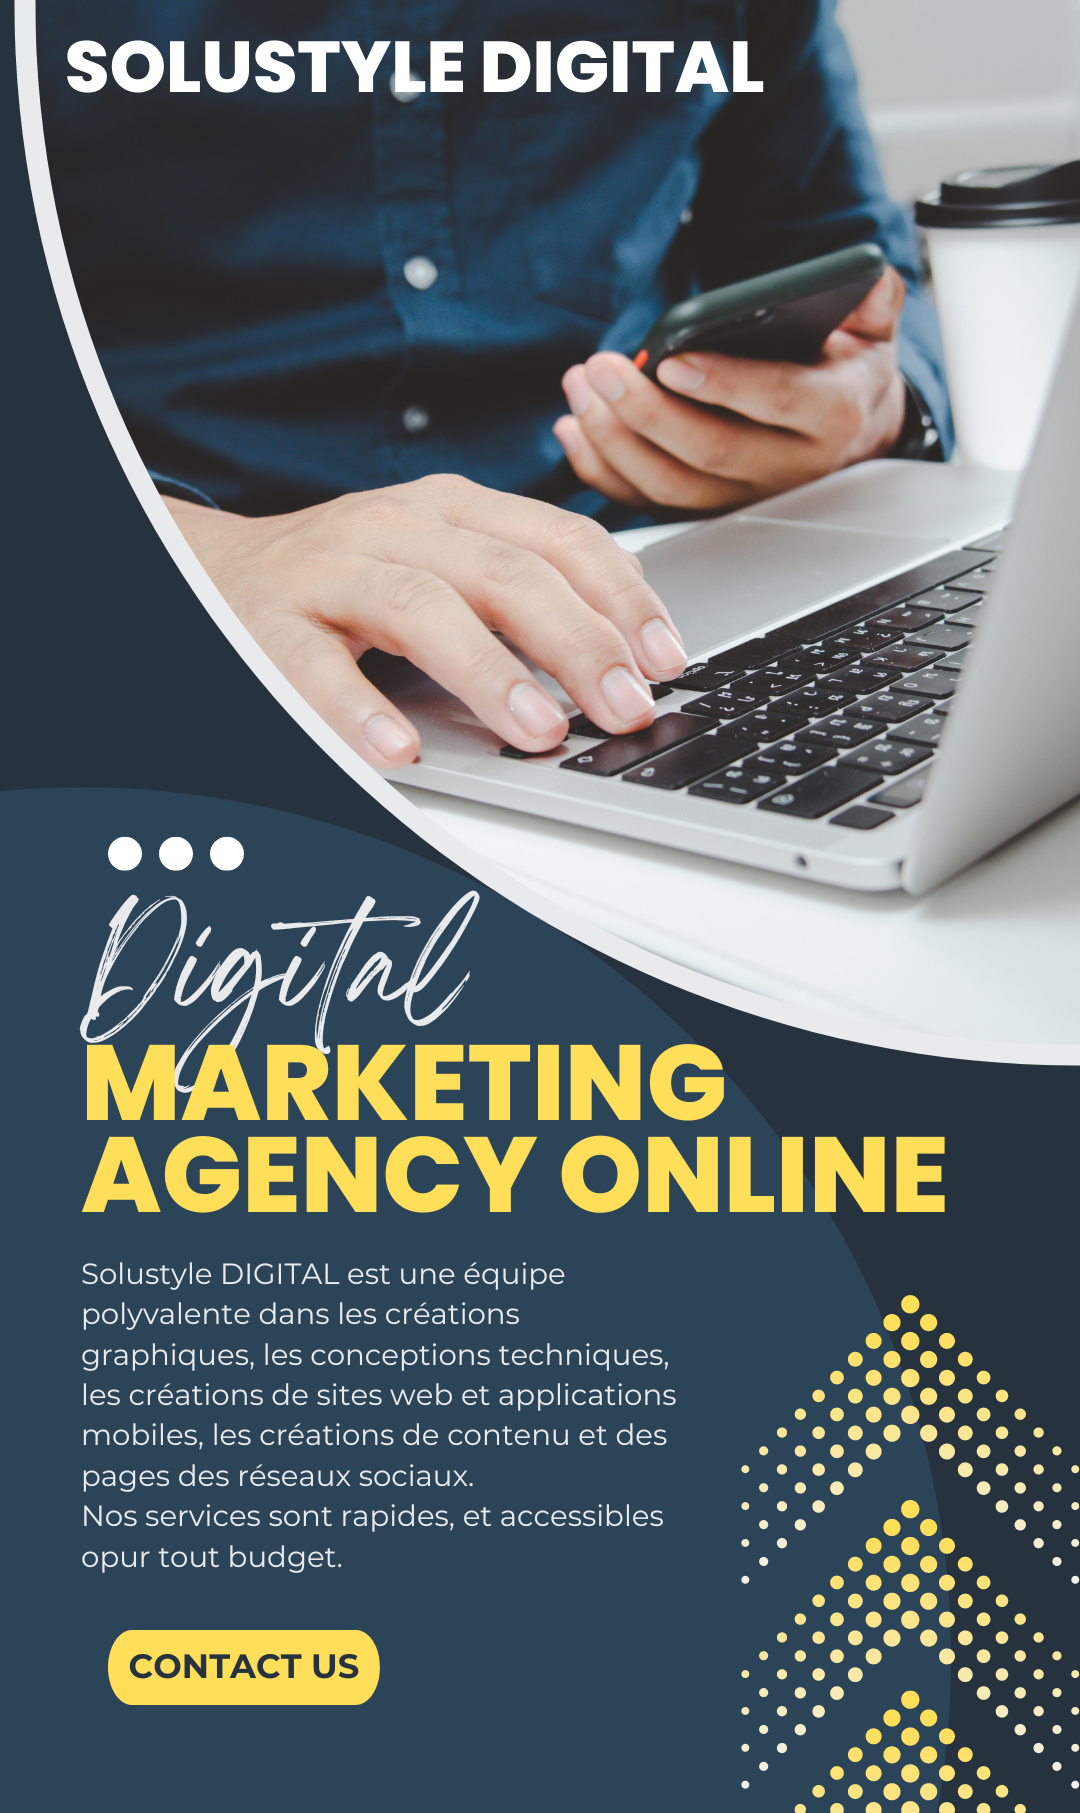 SOLUSTYLE DIGITAL
Digital
MARKETING
AGENCY ONLINE
Solustyle DIGITAL est une équipe
polyvalente dans les créations
graphiques, les conceptions techniques,
les créations de sites web et applications
mobiles, les créations de contenu et des
pages des réseaux sociaux.
Nos services sont rapides, et accessibles
opur tout budget.
CONTACT US